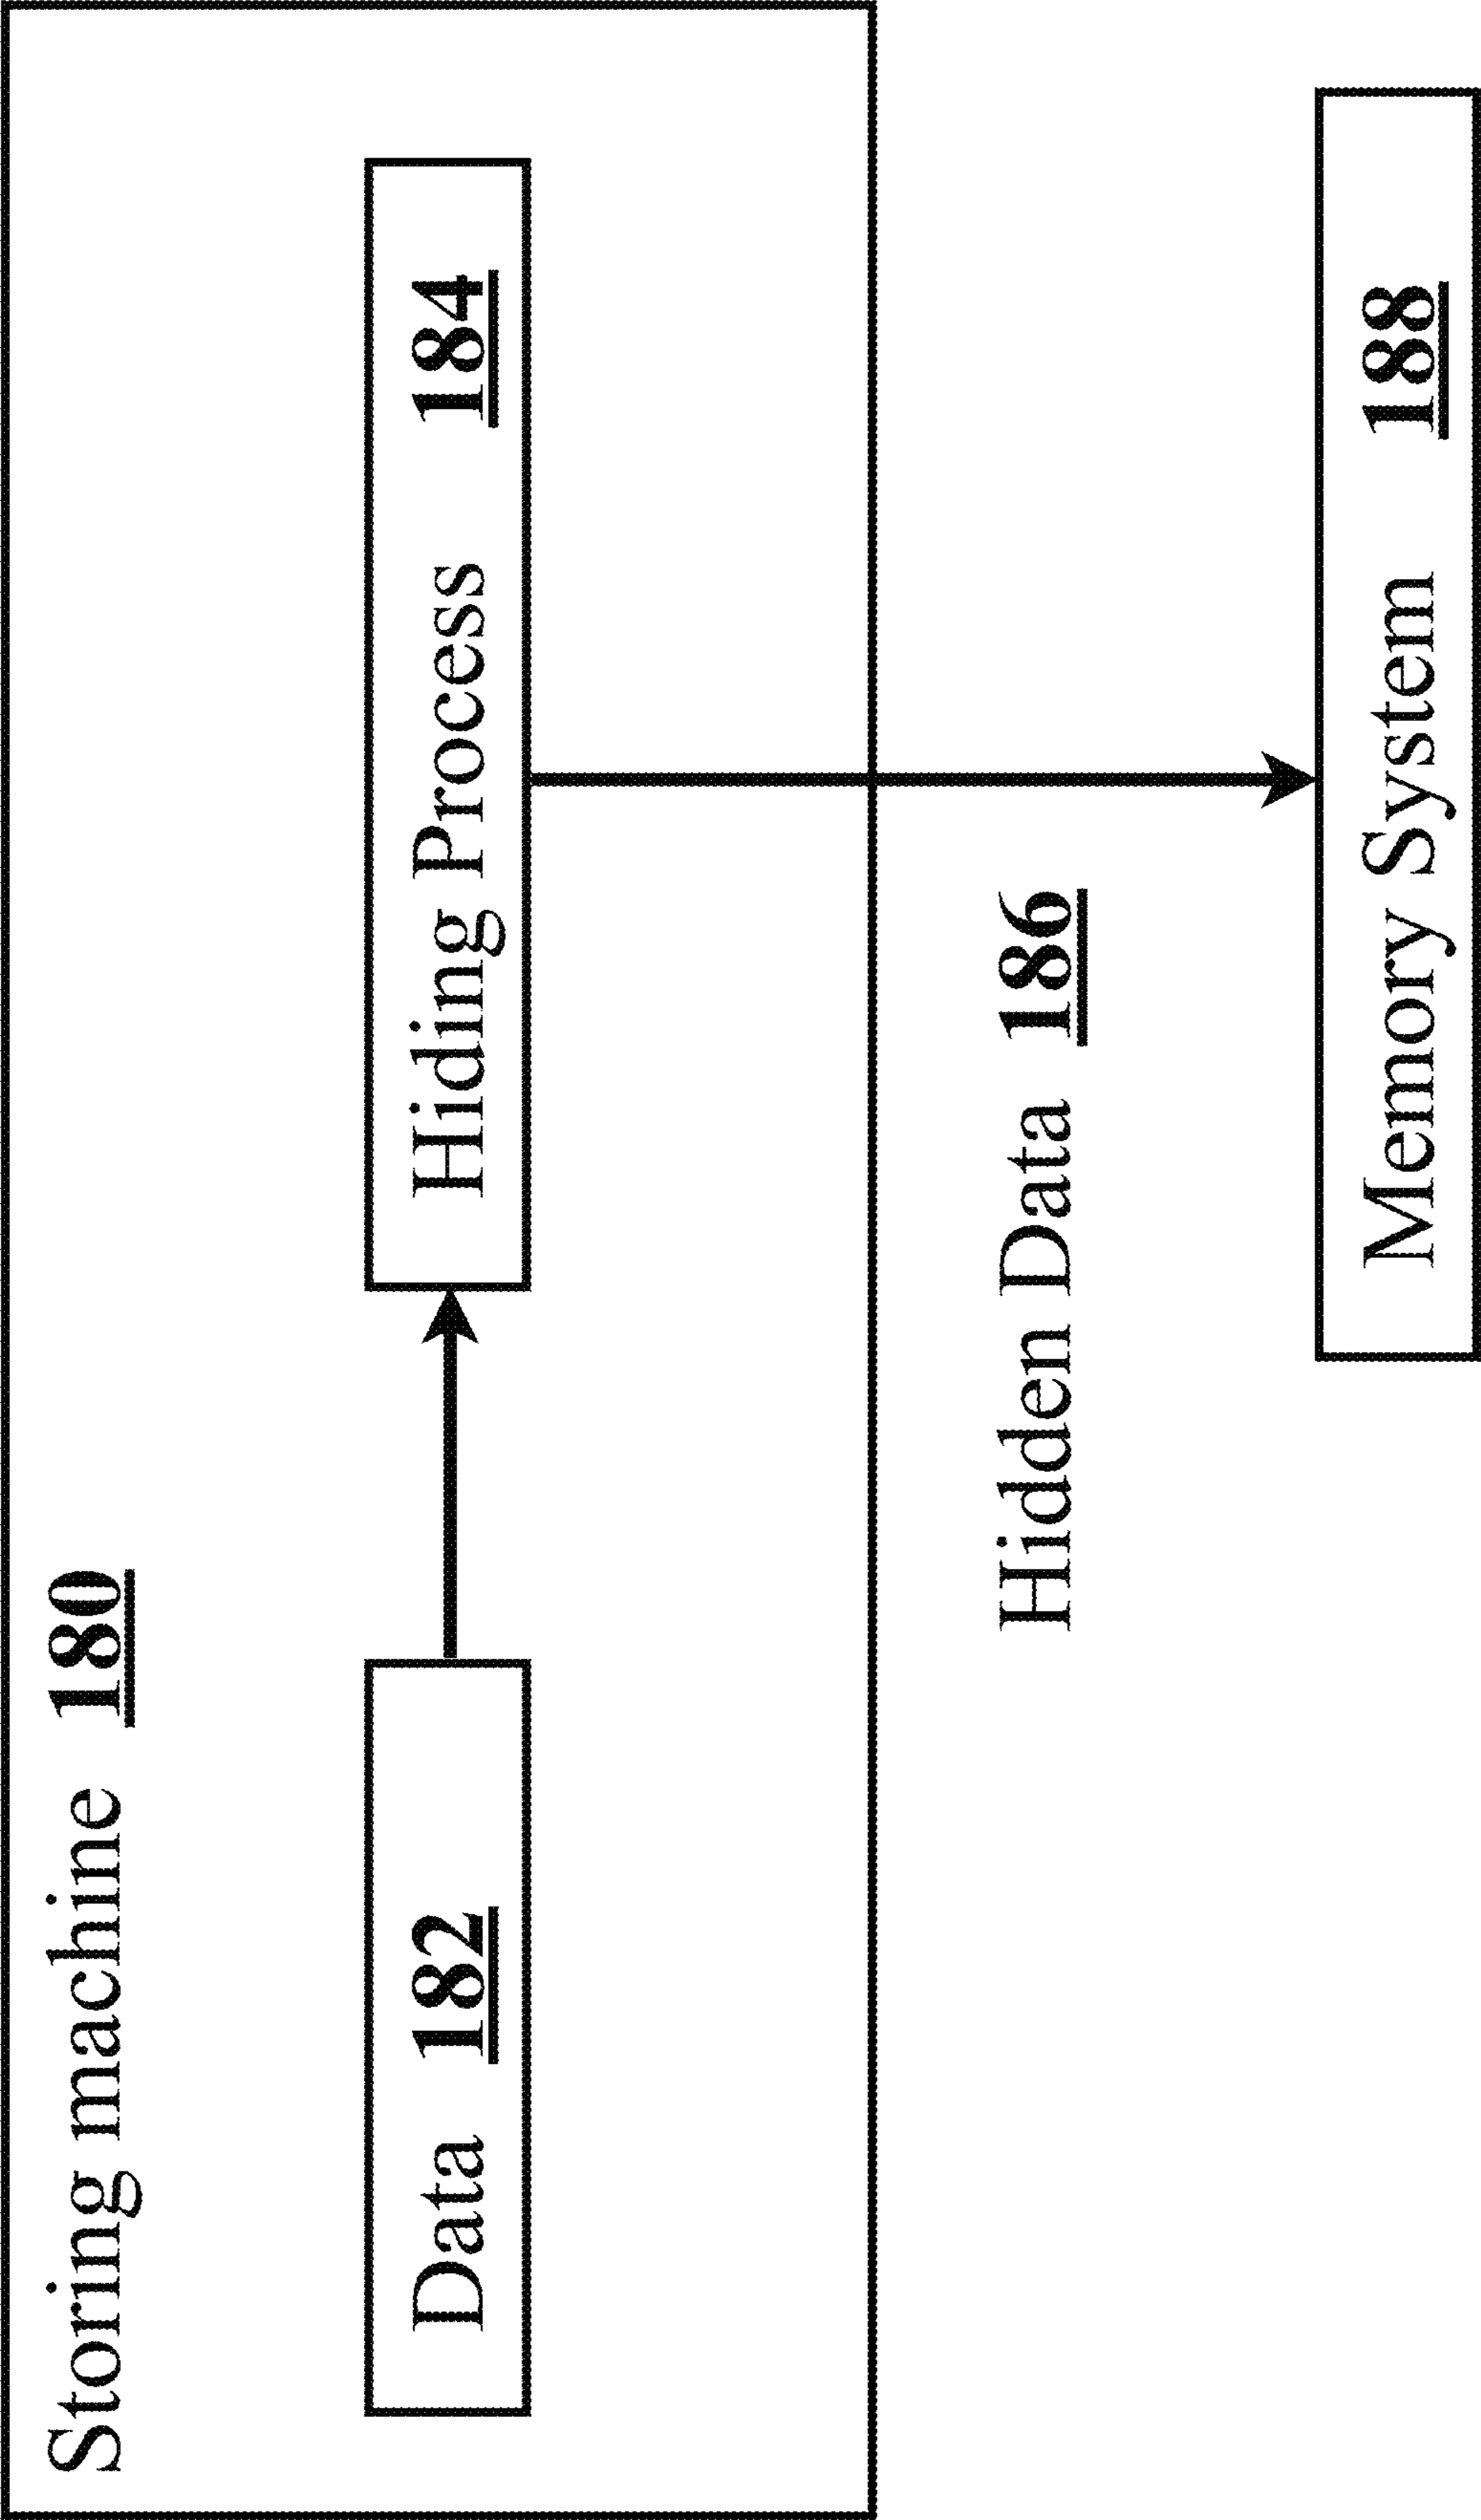 Storing machine 180
Data 182
Hiding Process 184
Hidden Data 186
Memory System 188